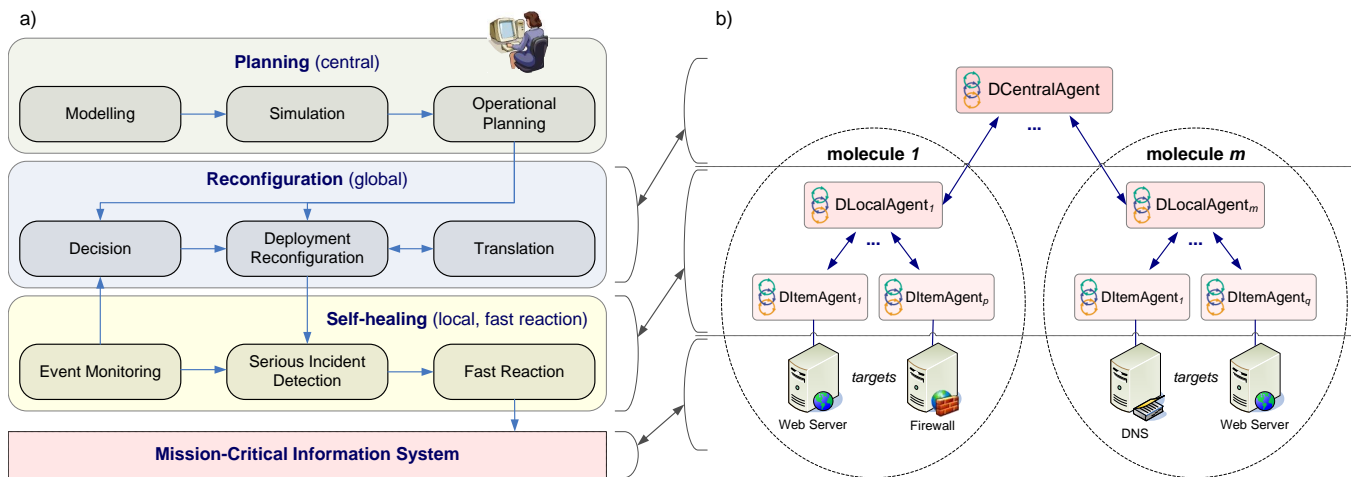 a)
Planning (central)
Modelling
Simulation
Operational
Planning
Reconfiguration (global)
Decision
Deployment
Reconfiguration
Translation
Self-healing (local, fast reaction)
Event Monitoring
Serious Incident
Detection
Fast Reaction
Mission-Critical Information System
b)
DCentralAgent
...
molecule 1
molecule m
DLocalAgent1
DLocalAgentm
...
...
DItemAgent1
DItemAgentp
DItemAgent1
DItemAgentq
targets
targets
Web Server
Firewall
DNS
Web Server